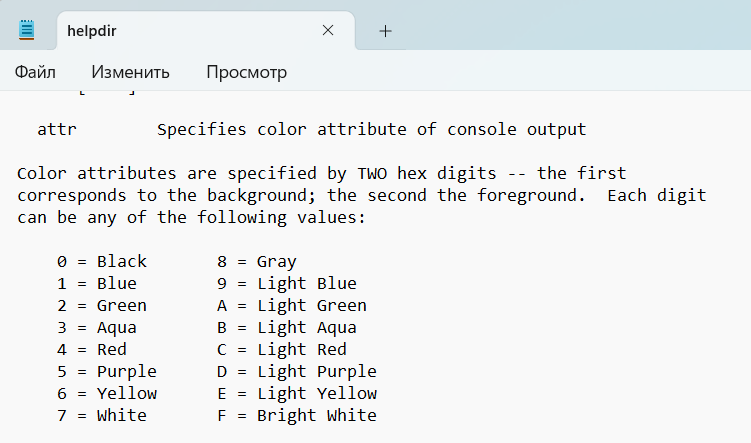 helpdir
Файл Изменить Просмотр
attr Specifies color attribute of console output
Color attributes are specified by TWO hex digits -- the first
corresponds to the background; the second the foreground. Each digit
can be any of the following values:
0 = Black 8 = Gray
1 = Blue 9 = Light Blue
2 = Green A = Light Green
3 = Aqua B = Light Aqua
4 = Red C = Light Red
5 = Purple D = Light Purple
6 = Yellow E = Light Yellow
7 = White F = Bright White